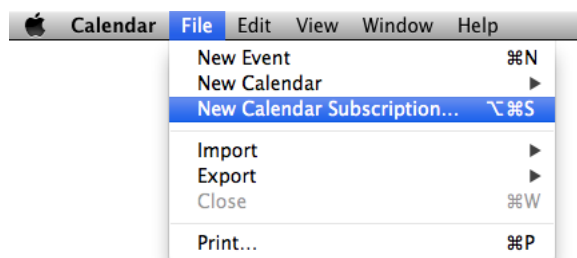 Calendar File Edit View Window Help
New Event ⌘N
New Calendar ▶
New Calendar Subscription... ⌥⌘S
Import ▶
Export ▶
Close ⌘W
Print... ⌘P